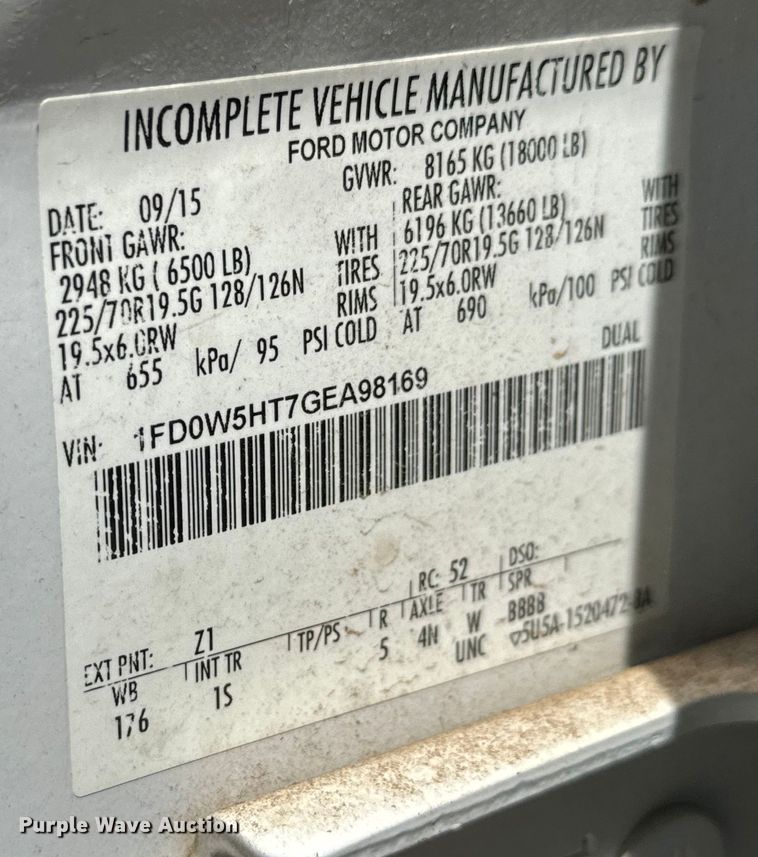 INCOMPLETE VEHICLE MANUFACTURED BY
FORD MOTOR COMPANY
DATE: 09/15 GVWR: 8165 KG (18000 LB)
FRONT GAWR: REAR GAWR:
2948 KG ( 6500 LB) WITH 6196 KG (13660 LB) WITH
225/70R19.5G 128/126N TIRES 225/70R19.5G 128/126N TIRES
19.5x6.0RW RIMS 19.5x6.0RW RIMS
AT 655 kPa/ 95 PSI COLD AT 690 kPa/100 PSI COLD
DUAL
VIN: 1FD0W5HT7GEA98169
EXT PNT: Z1 RC: 52 DSO:
WB INT TR TP/PS R AXLE TR SPR
176 1S 5 4N W BBBB
UNC
Purple Wave Auction